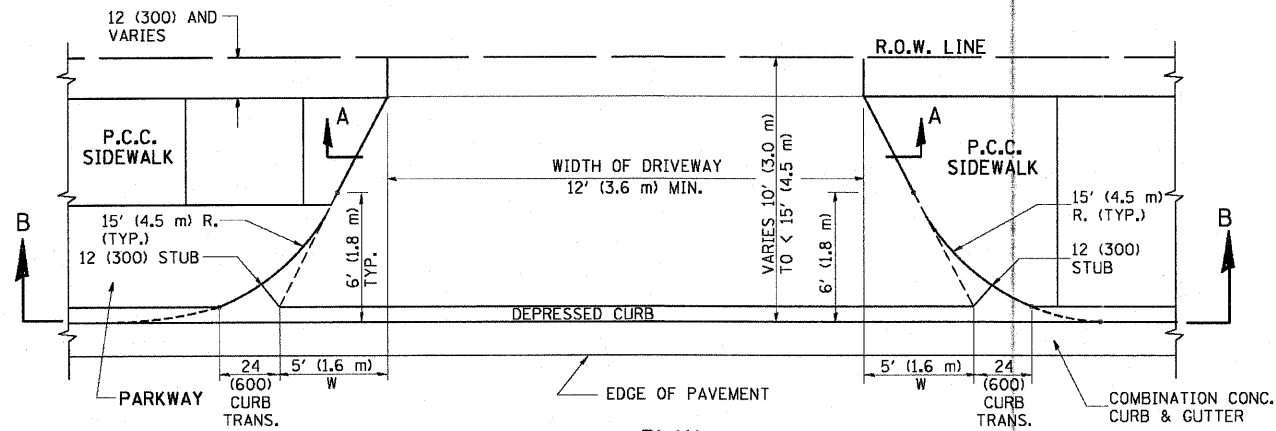 12 (300) AND
VARIES
R.O.W. LINE
A
A
P.C.C.
SIDEWALK
P.C.C.
SIDEWALK
WIDTH OF DRIVEWAY
12' (3.6 m) MIN.
VARIES 10' (3.0 m)
TO < 15' (4.5 m)
B
B
15' (4.5 m) R.
(TYP.)
12 (300) STUB
6' (1.8 m)
TYP.
6' (1.8 m)
15' (4.5 m)
R. (TYP.)
12 (300)
STUB
DEPRESSED CURB
24
(600)
CURB
TRANS.
5' (1.6 m)
W
5' (1.6 m)
W
24
(600)
CURB
TRANS.
PARKWAY
EDGE OF PAVEMENT
COMBINATION CONC.
CURB & GUTTER